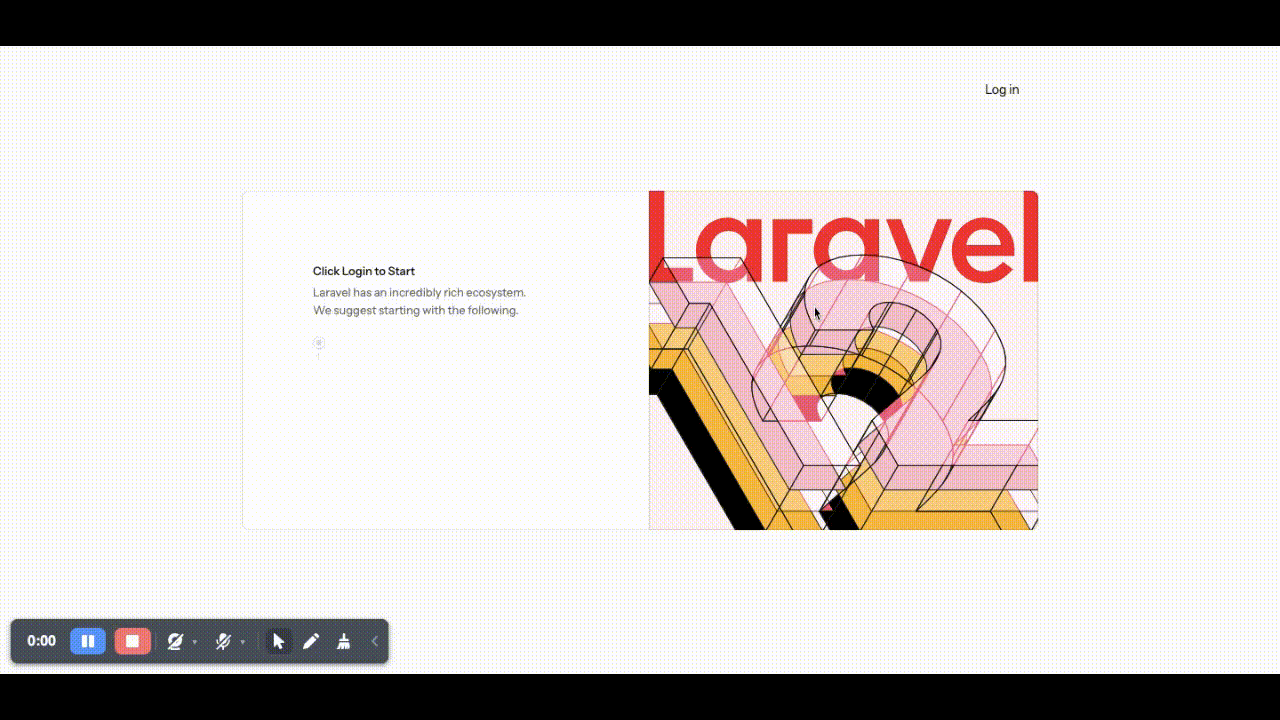 Log in
Laravel
Click Login to Start
Laravel has an incredibly rich ecosystem.
We suggest starting with the following.
0:00